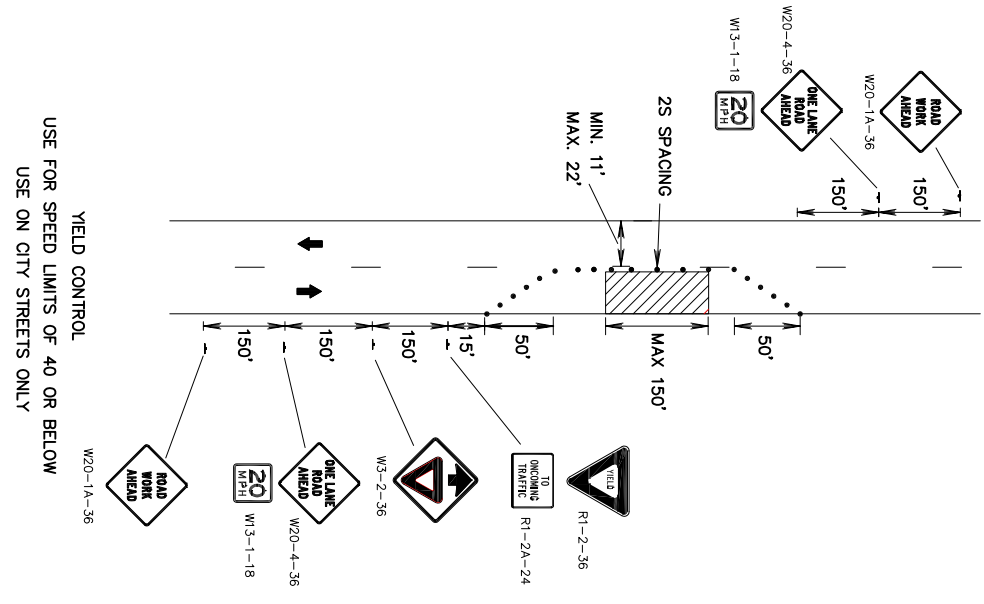 W20-1A-36
ROAD
WORK
AHEAD
150'
W20-4-36
ONE LANE
ROAD
AHEAD
150'
W13-1-18
20
MPH
2S SPACING
MIN. 11'
MAX. 22'
50'
MAX 150'
50'
15'
150'
150'
150'
YIELD
R1-2-36
TO
ONCOMING
TRAFFIC
R1-2A-24
W3-2-36
ONE LANE
ROAD
AHEAD
W20-4-36
20
MPH
W13-1-18
ROAD
WORK
AHEAD
W20-1A-36
YIELD CONTROL
USE FOR SPEED LIMITS OF 40 OR BELOW
USE ON CITY STREETS ONLY